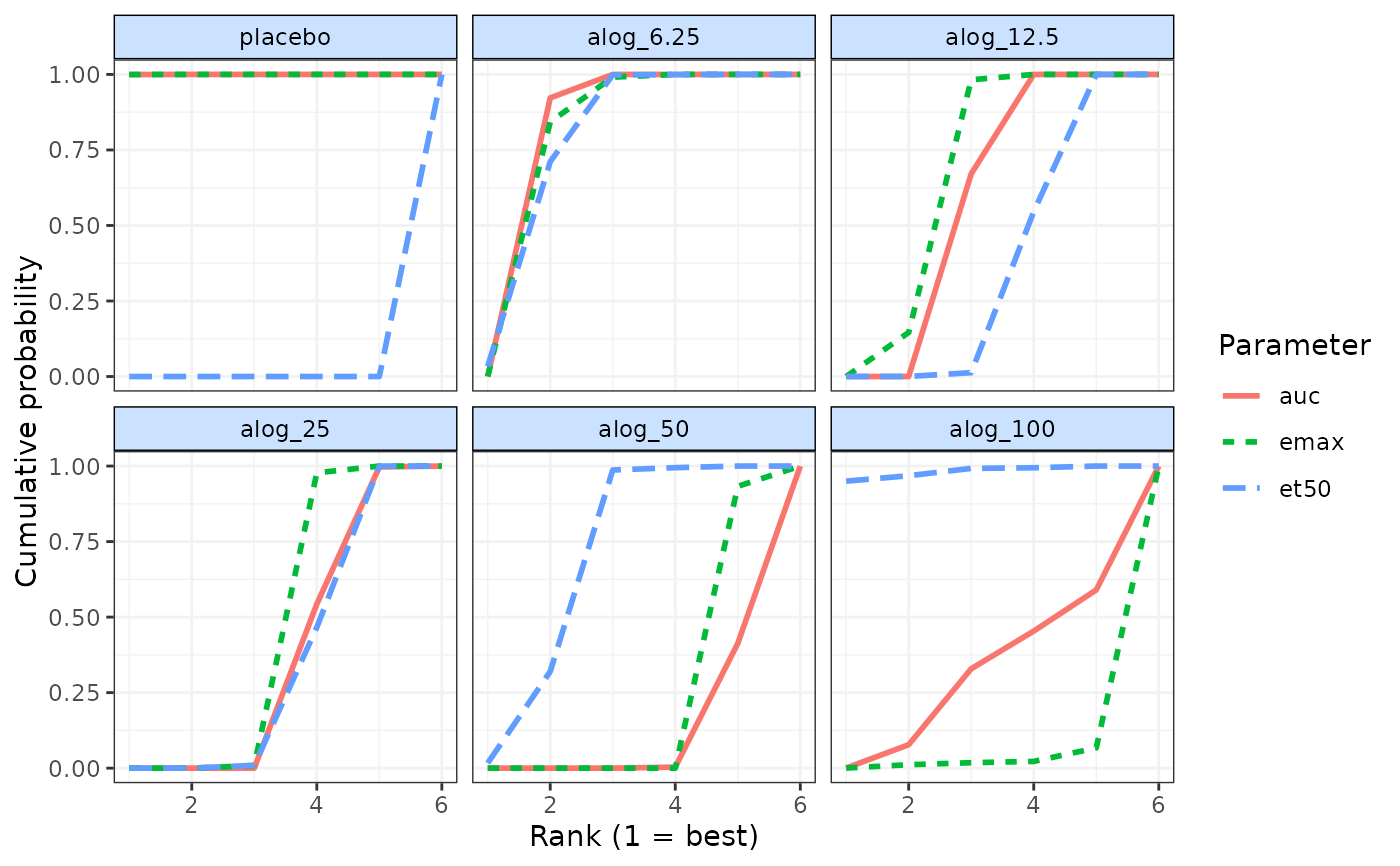 placebo alog_6.25 alog_12.5
1.00
0.75
0.50
0.25
0.00
alog_25 alog_50 alog_100
1.00
0.75
0.50
0.25
0.00
2 4 6 2 4 6 2 4 6
Rank (1 = best)
Cumulative probability
Parameter
auc
emax
et50